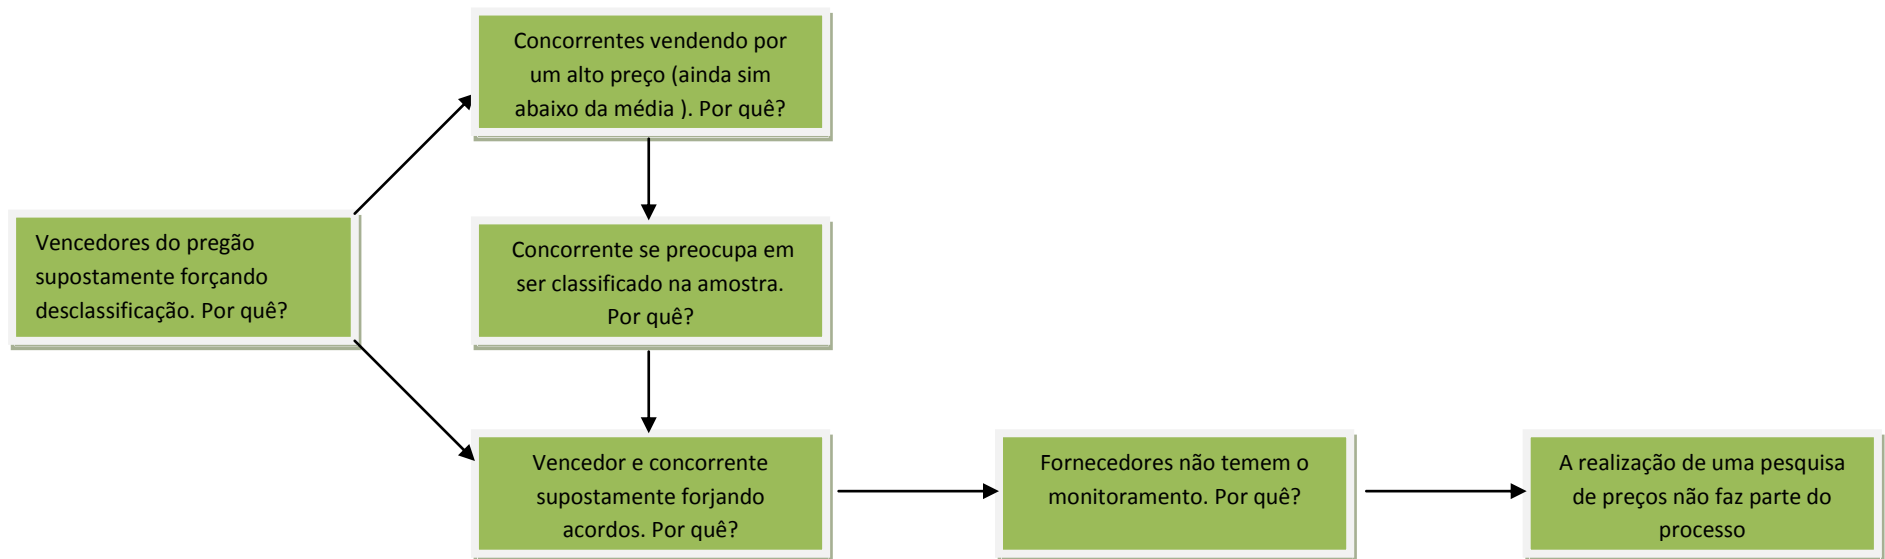 Concorrentes vendendo por
um alto preço (ainda sim
abaixo da média ). Por quê?
Vencedores do pregão
supostamente forçando
desclassificação. Por quê?
Concorrente se preocupa em
ser classificado na amostra.
Por quê?
Vencedor e concorrente
supostamente forjando
acordos. Por quê?
Fornecedores não temem o
monitoramento. Por quê?
A realização de uma pesquisa
de preços não faz parte do
processo